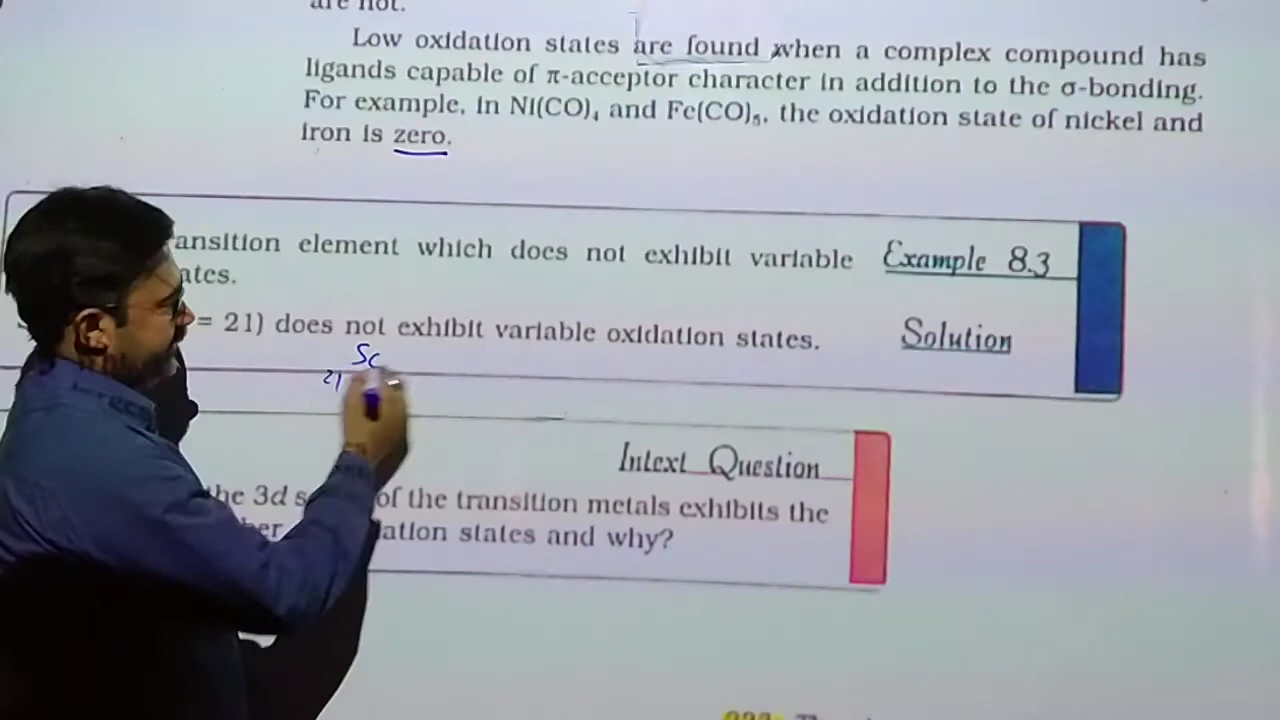 are not.
Low oxidation states are found when a complex compound has
ligands capable of π-acceptor character in addition to the σ-bonding.
For example, in Ni(CO)₄ and Fe(CO)₅, the oxidation state of nickel and
iron is zero.
ansition element which does not exhibit variable
Example 8.3
ates.
= 21) does not exhibit variable oxidation states.
Solution
Sc
21
Intext Question
the 3d s of the transition metals exhibits the
ber ation states and why?